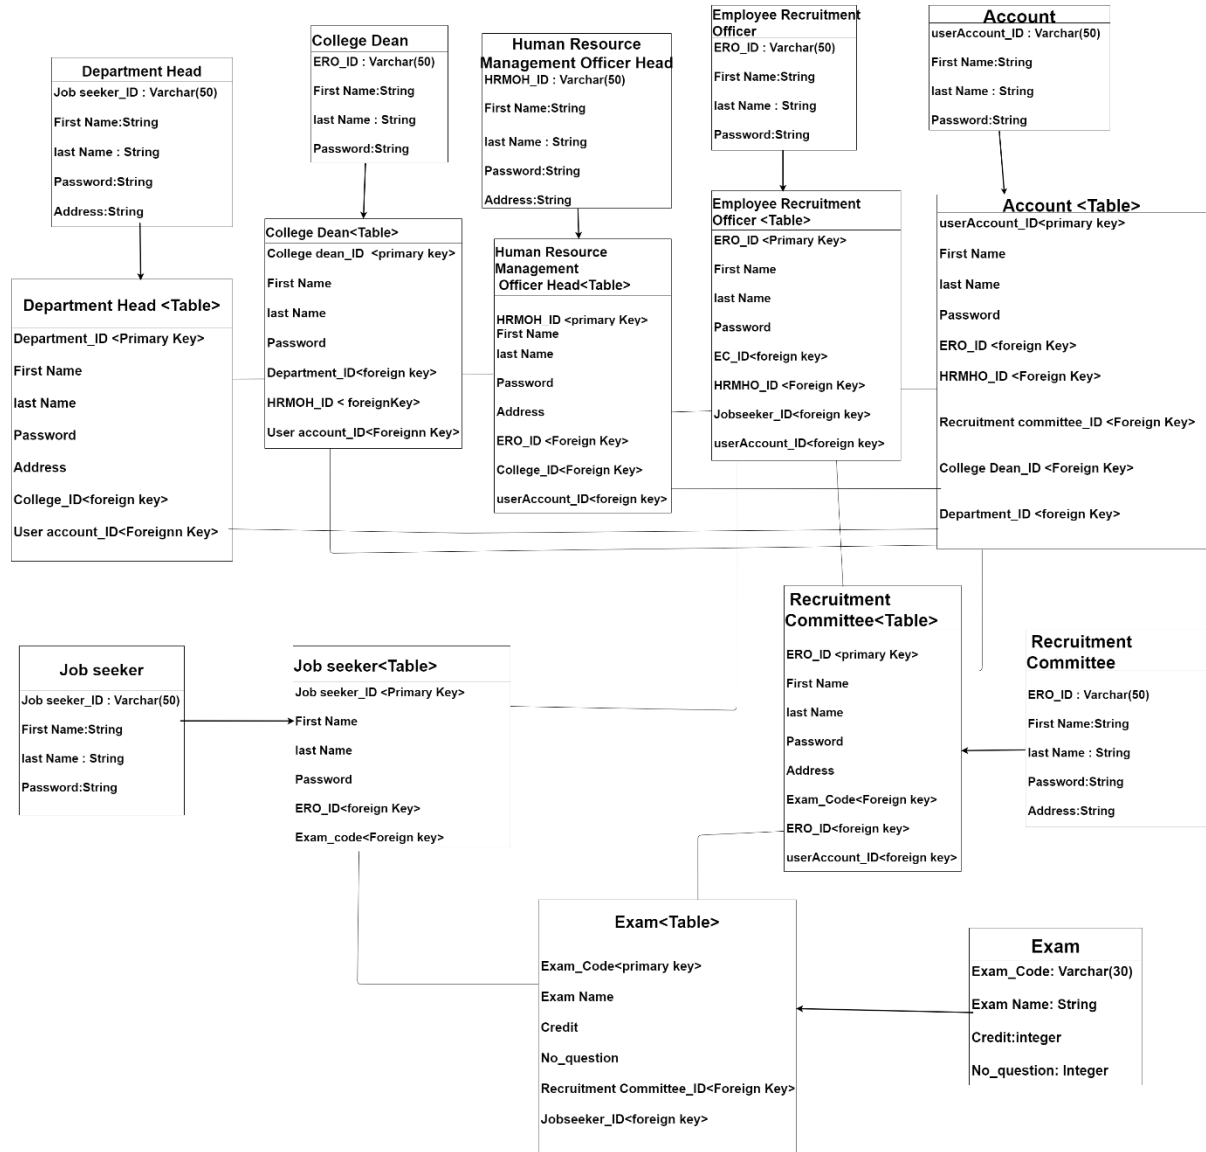 Department Head
Job seeker_ID : Varchar(50)
First Name:String
last Name : String
Password:String
Address:String
College Dean
ERO_ID : Varchar(50)
First Name:String
last Name : String
Password:String
Human Resource
Management Officer Head
HRMOH_ID : Varchar(50)
First Name:String
last Name : String
Password:String
Address:String
Employee Recruitment
Officer
ERO_ID : Varchar(50)
First Name:String
last Name : String
Password:String
Account
userAccount_ID : Varchar(50)
First Name:String
last Name : String
Password:String
Department Head <Table>
Department_ID <Primary Key>
First Name
last Name
Password
Address
College_ID<foreign key>
User account_ID<Foreignn Key>
College Dean<Table>
College dean_ID <primary key>
First Name
last Name
Password
Department_ID<foreign key>
HRMOH_ID < foreignKey>
User account_ID<Foreignn Key>
Human Resource
Management
Officer Head<Table>
HRMOH_ID <primary Key>
First Name
last Name
Password
Address
ERO_ID <Foreign Key>
College_ID<Foreign Key>
userAccount_ID<foreign key>
Employee Recruitment
Officer <Table>
ERO_ID <Primary Key>
First Name
last Name
Password
EC_ID<foreign key>
HRMHO_ID <Foreign Key>
Jobseeker_ID<foreign key>
userAccount_ID<foreign key>
Account <Table>
userAccount_ID<primary key>
First Name
last Name
Password
ERO_ID <foreign Key>
HRMHO_ID <Foreign Key>
Recruitment committee_ID <Foreign Key>
College Dean_ID <Foreign Key>
Department_ID <foreign Key>
Job seeker
Job seeker_ID : Varchar(50)
First Name:String
last Name : String
Password:String
Job seeker<Table>
Job seeker_ID <Primary Key>
First Name
last Name
Password
ERO_ID<foreign Key>
Exam_code<Foreign key>
Recruitment
Committee<Table>
ERO_ID <primary Key>
First Name
last Name
Password
Address
Exam_Code<Foreign key>
ERO_ID<foreign key>
userAccount_ID<foreign key>
Recruitment
Committee
ERO_ID : Varchar(50)
First Name:String
last Name : String
Password:String
Address:String
Exam<Table>
Exam_Code<primary key>
Exam Name
Credit
No_question
Recruitment Committee_ID<Foreign Key>
Jobseeker_ID<foreign key>
Exam
Exam_Code: Varchar(30)
Exam Name: String
Credit:integer
No_question: Integer